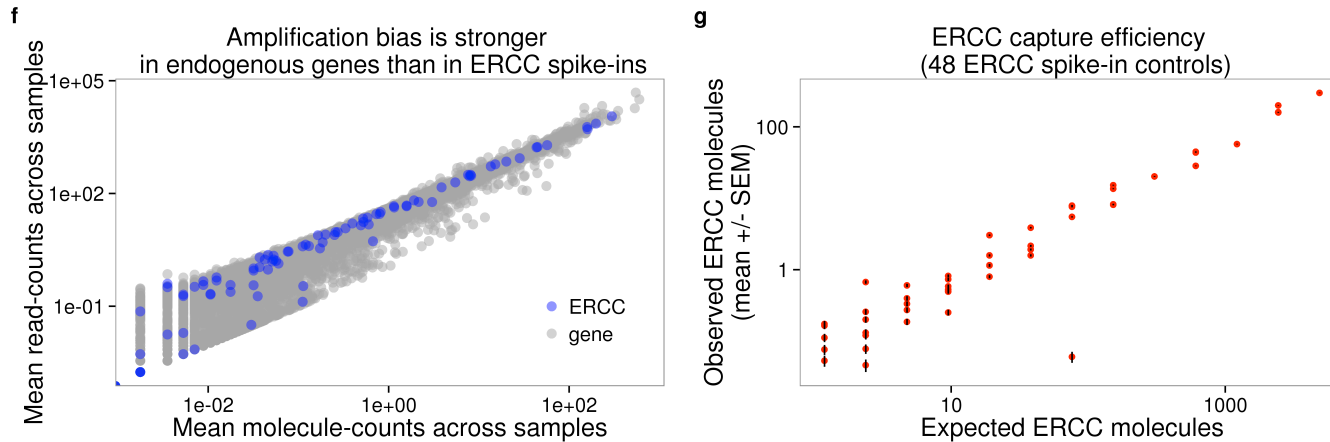 f
Amplification bias is stronger
in endogenous genes than in ERCC spike-ins
Mean read-counts across samples
1e+05
1e+02
1e-01
ERCC
gene
1e-02
1e+00
1e+02
Mean molecule-counts across samples
g
ERCC capture efficiency
(48 ERCC spike-in controls)
Observed ERCC molecules
(mean +/- SEM)
100
1
10
1000
Expected ERCC molecules